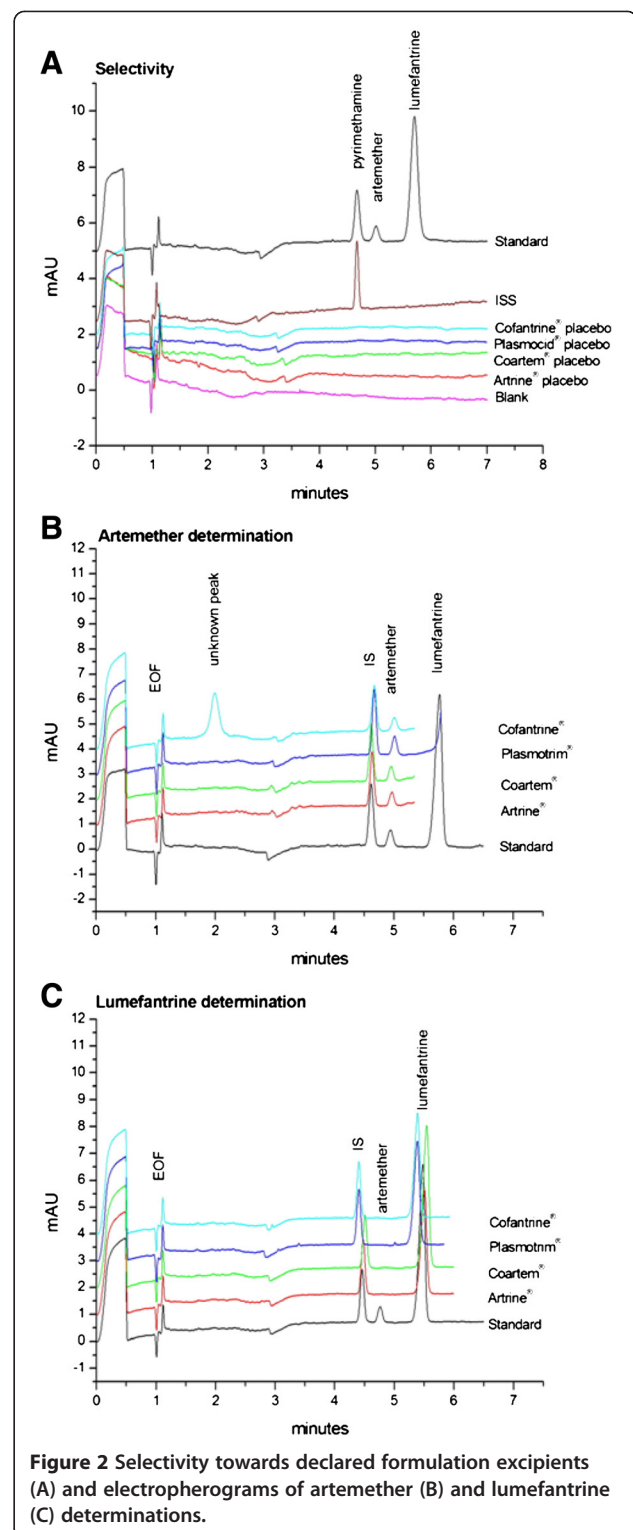 A
Selectivity
pyrimethamine
artemether
lumefantrine
10
8
6
4
2
0
-2
mAU
Standard
ISS
Cofantrine® placebo
Plasmocid® placebo
Coartem® placebo
Artrine® placebo
Blank
0 1 2 3 4 5 6 7 8
minutes
B
Artemether determination
EOF
unknown peak
IS
artemether
lumefantrine
12
11
10
9
8
7
6
5
4
3
2
1
0
-1
-2
mAU
Cofantrine®
Plasmotrim®
Coartem®
Artrine®
Standard
0 1 2 3 4 5 6 7
minutes
C
Lumefantrine determination
EOF
IS
artemether
lumefantrine
12
11
10
9
8
7
6
5
4
3
2
1
0
-1
mAU
Cofantrine®
Plasmotrim®
Coartem®
Artrine®
Standard
0 1 2 3 4 5 6 7
minutes
Figure 2 Selectivity towards declared formulation excipients
(A) and electropherograms of artemether (B) and lumefantrine
(C) determinations.